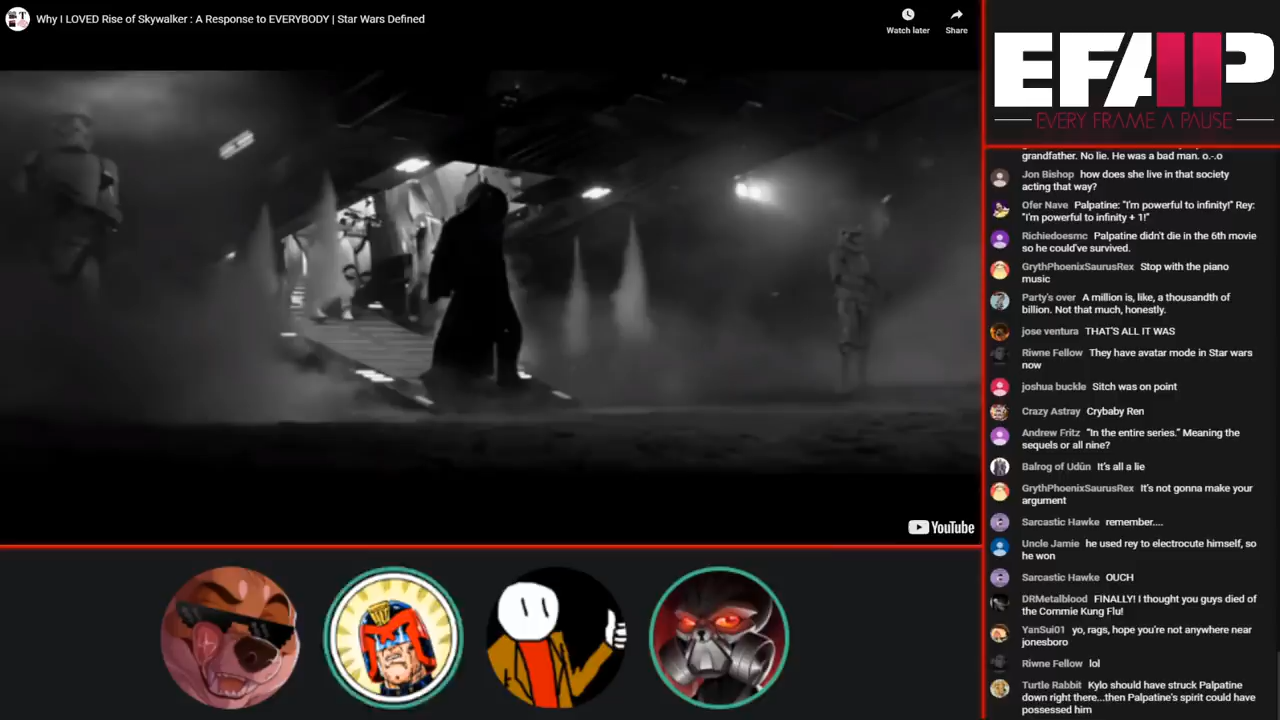 Why I LOVED Rise of Skywalker : A Response to EVERYBODY | Star Wars Defined
Watch later
Share
YouTube
EFAP
EVERY FRAME A PAUSE
grandfather. No lie. He was a bad man. o.-.o
Jon Bishop how does she live in that society
acting that way?
Ofer Nave Palpatine: "I'm powerful to infinity!" Rey:
"I'm powerful to infinity + 1!"
Richiedoesmc Palpatine didn't die in the 6th movie
so he could've survived.
GrythPhoenixSaurusRex Stop with the piano
music
Party's over A million is, like, a thousandth of
billion. Not that much, honestly.
jose ventura THAT'S ALL IT WAS
Riwne Fellow They have avatar mode in Star wars
now
joshua buckle Sitch was on point
Crazy Astray Crybaby Ren
Andrew Fritz "In the entire series." Meaning the
sequels or all nine?
Balrog of Udûn It's all a lie
GrythPhoenixSaurusRex It's not gonna make your
argument
Sarcastic Hawke remember....
Uncle Jamie he used rey to electrocute himself, so
he won
Sarcastic Hawke OUCH
DRMetalblood FINALLY! I thought you guys died of
the Commie Kung Flu!
YanSui01 yo, rags, hope you're not anywhere near
jonesboro
Riwne Fellow lol
Turtle Rabbit Kylo should have struck Palpatine
down right there...then Palpatine's spirit could have
possessed him